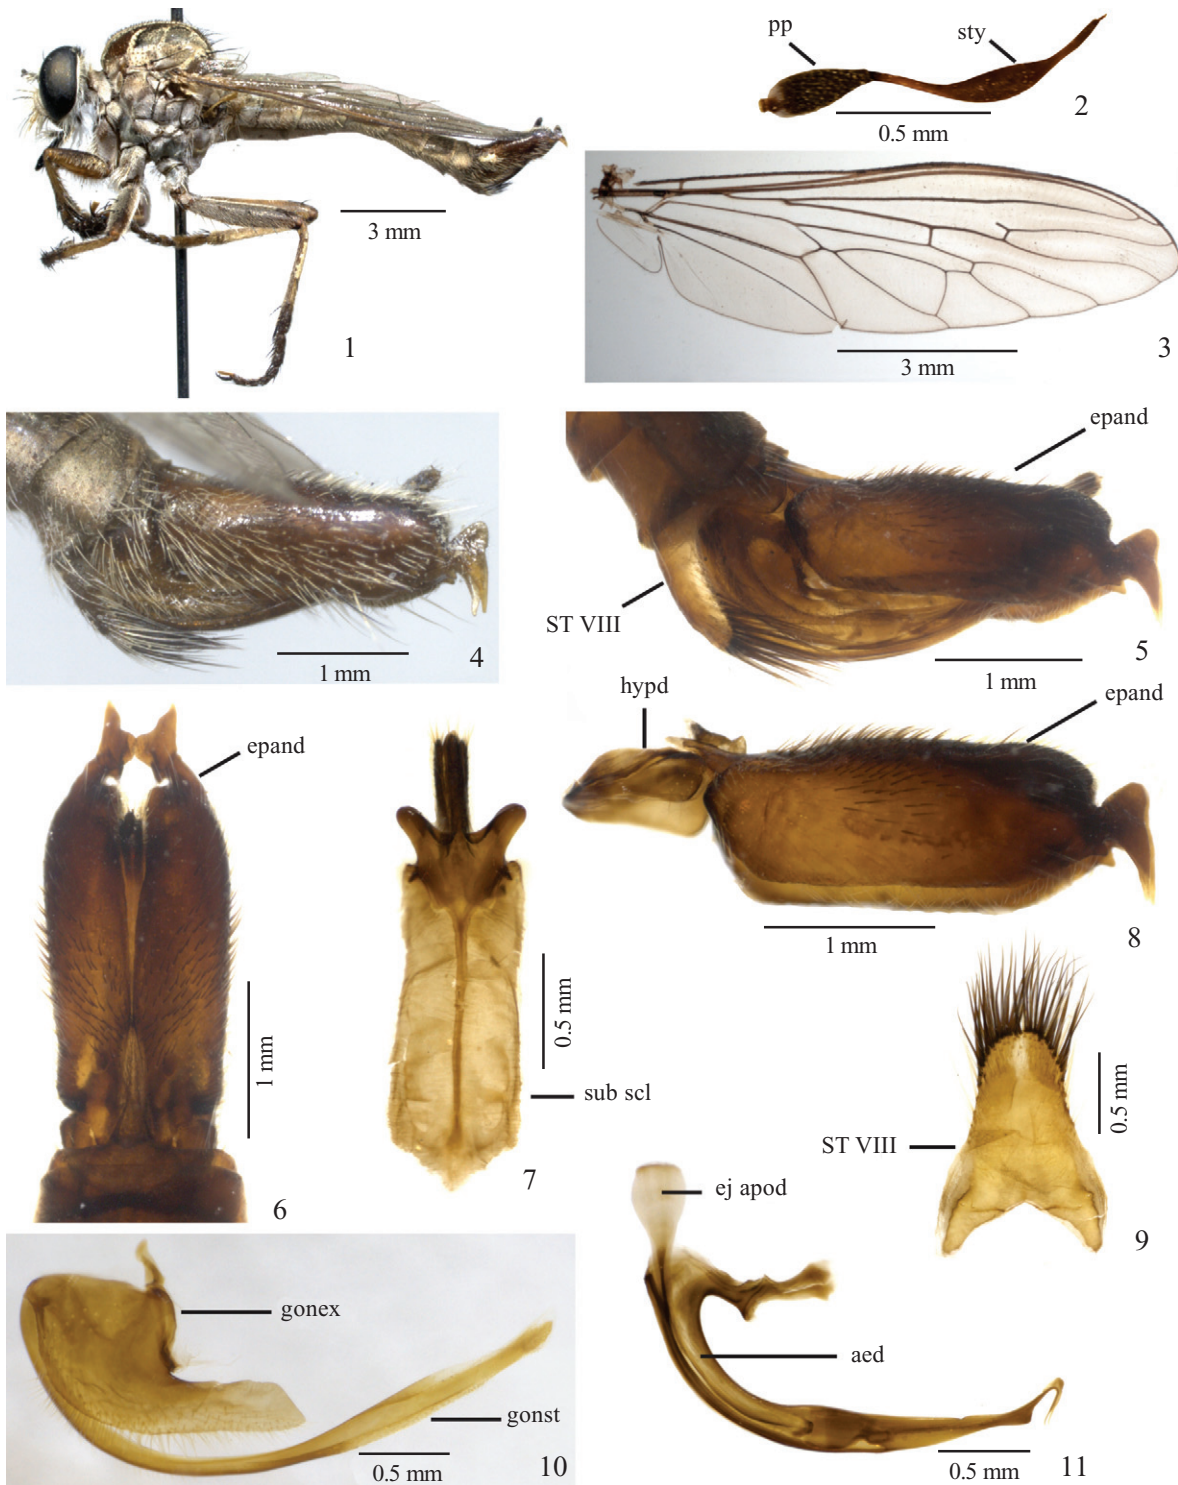 pp
sty
2
0.5 mm
3 mm
1
3 mm
3
epand
ST VIII
1 mm
4
1 mm
5
hypd
epand
epand
1 mm
8
0.5 mm
1 mm
sub scl
7
6
0.5 mm
ST VIII
9
ej apod
gonex
aed
gonst
0.5 mm
10
0.5 mm
11